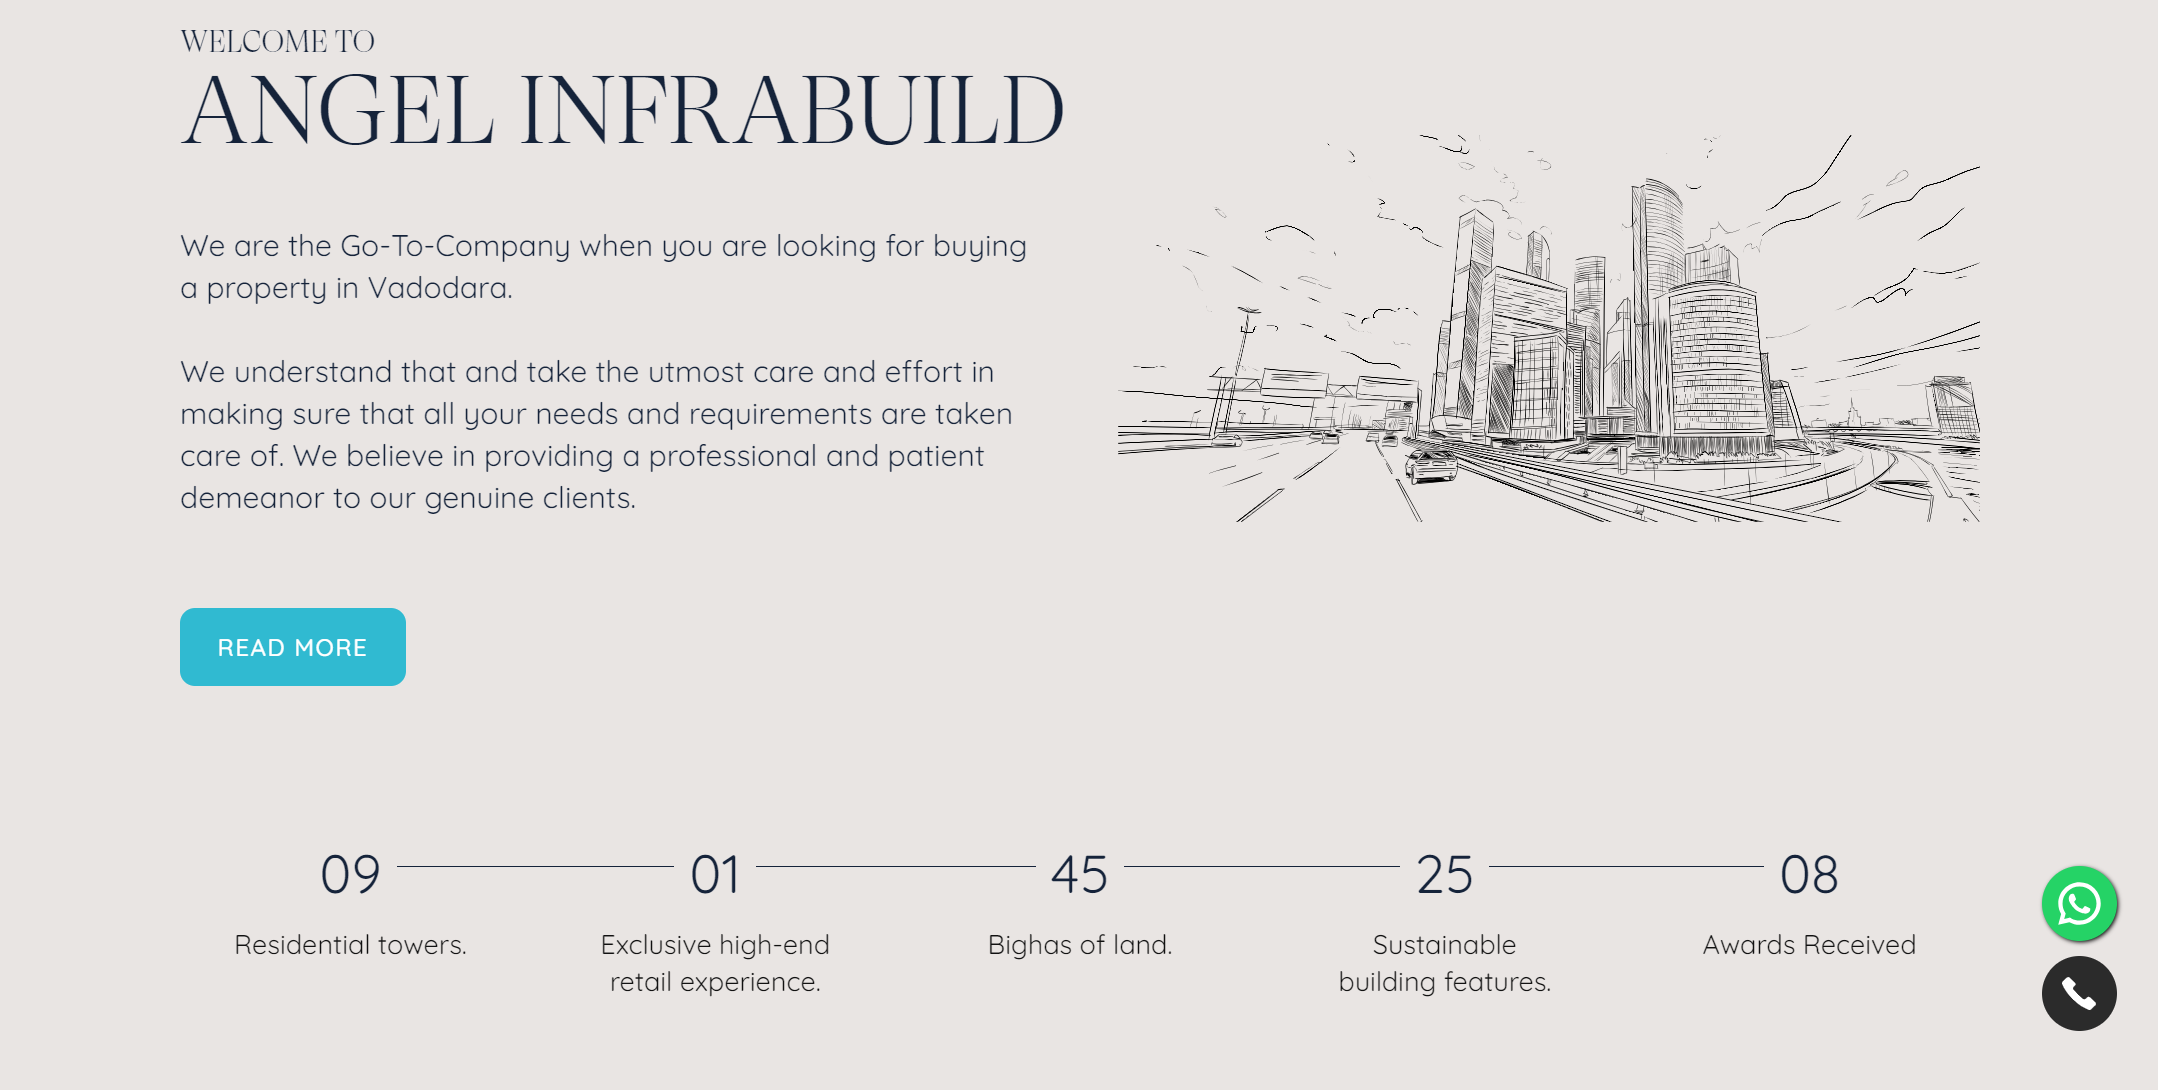 WELCOME TO
ANGEL INFRABUILD
We are the Go-To-Company when you are looking for buying
a property in Vadodara.
We understand that and take the utmost care and effort in
making sure that all your needs and requirements are taken
care of. We believe in providing a professional and patient
demeanor to our genuine clients.
READ MORE
09
Residential towers.
01
Exclusive high-end
retail experience.
45
Bighas of land.
25
Sustainable
building features.
08
Awards Received